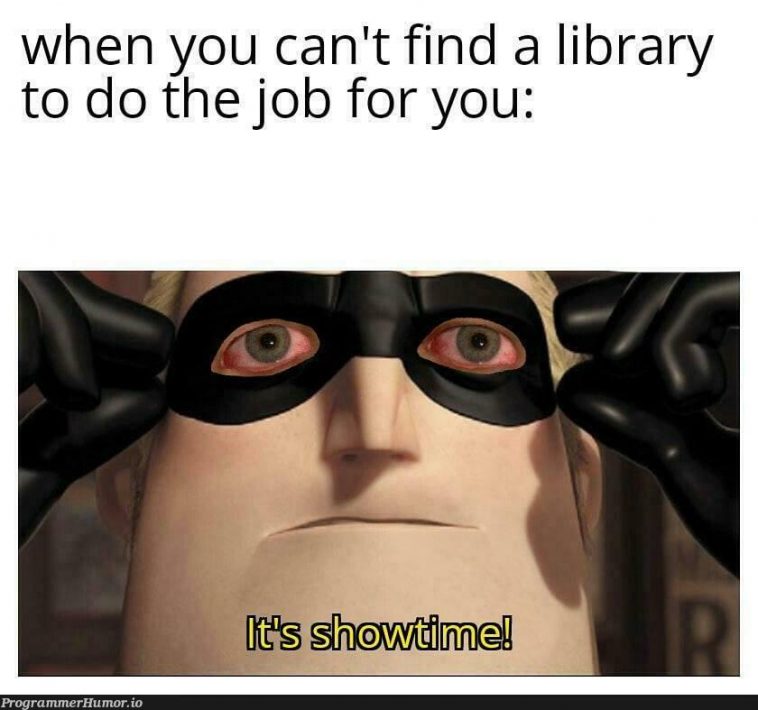 when you can't find a library
to do the job for you:
It's showtime!
R
ProgrammerHumor.io